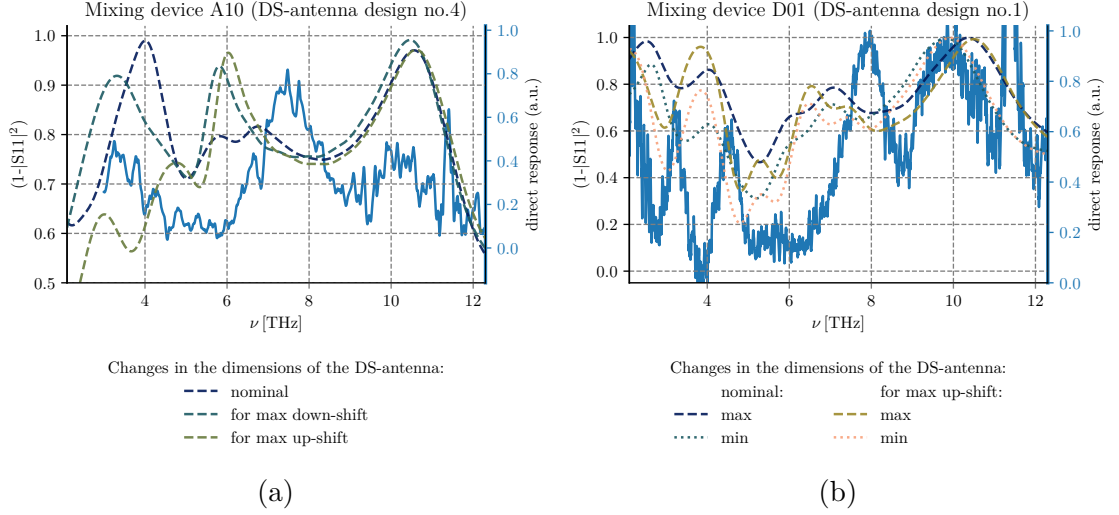 Mixing device A10 (DS-antenna design no.4)
1.0
0.9
0.8
0.7
0.6
0.5
(1-|S11|²)
1.0
0.8
0.6
0.4
0.2
0.0
direct response (a.u.)
4 6 8 10 12
ν [THz]
Changes in the dimensions of the DS-antenna:
nominal
for max down-shift
for max up-shift
(a)
Mixing device D01 (DS-antenna design no.1)
1.0
0.8
0.6
0.4
0.2
0.0
(1-|S11|²)
1.0
0.8
0.6
0.4
0.2
0.0
direct response (a.u.)
4 6 8 10 12
ν [THz]
Changes in the dimensions of the DS-antenna:
nominal: for max up-shift:
max max
min min
(b)